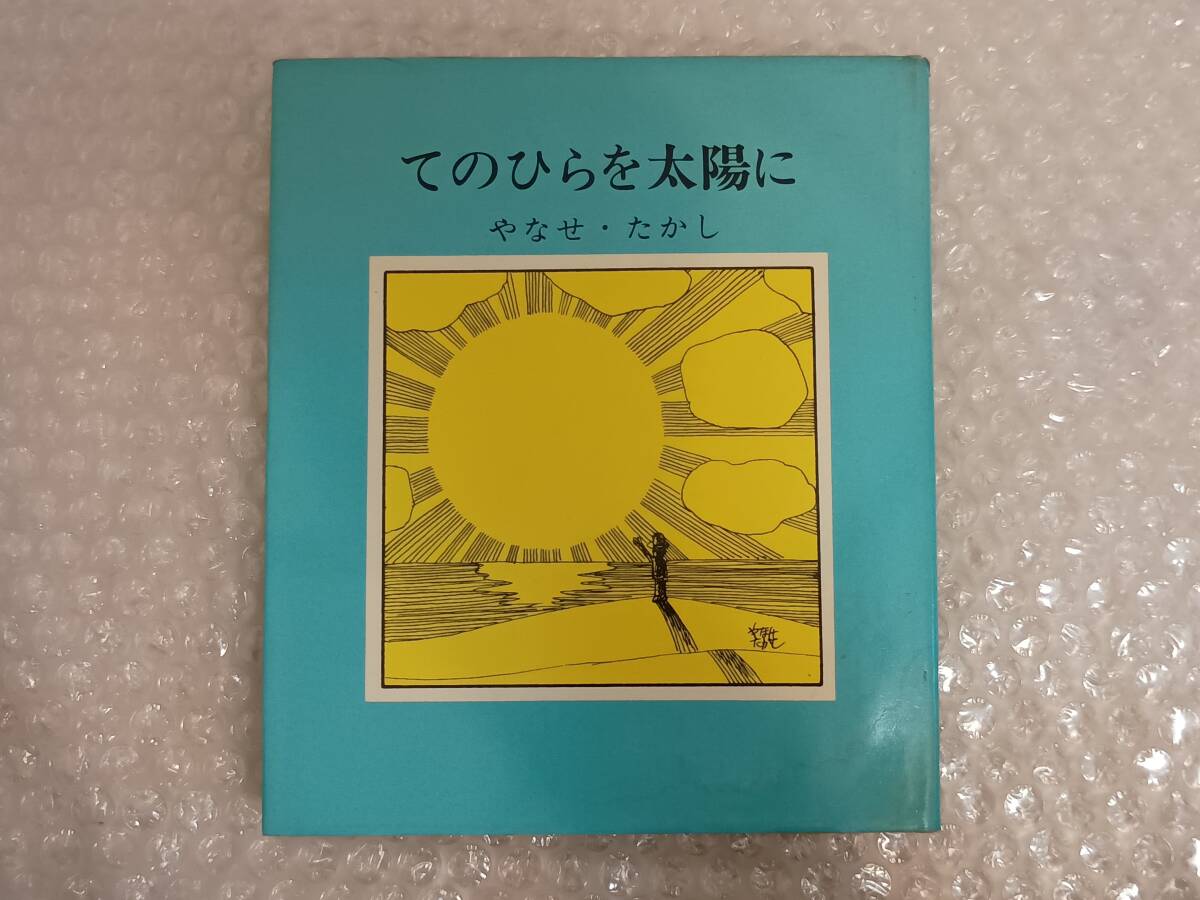 てのひらを太陽に
やなせ・たかし